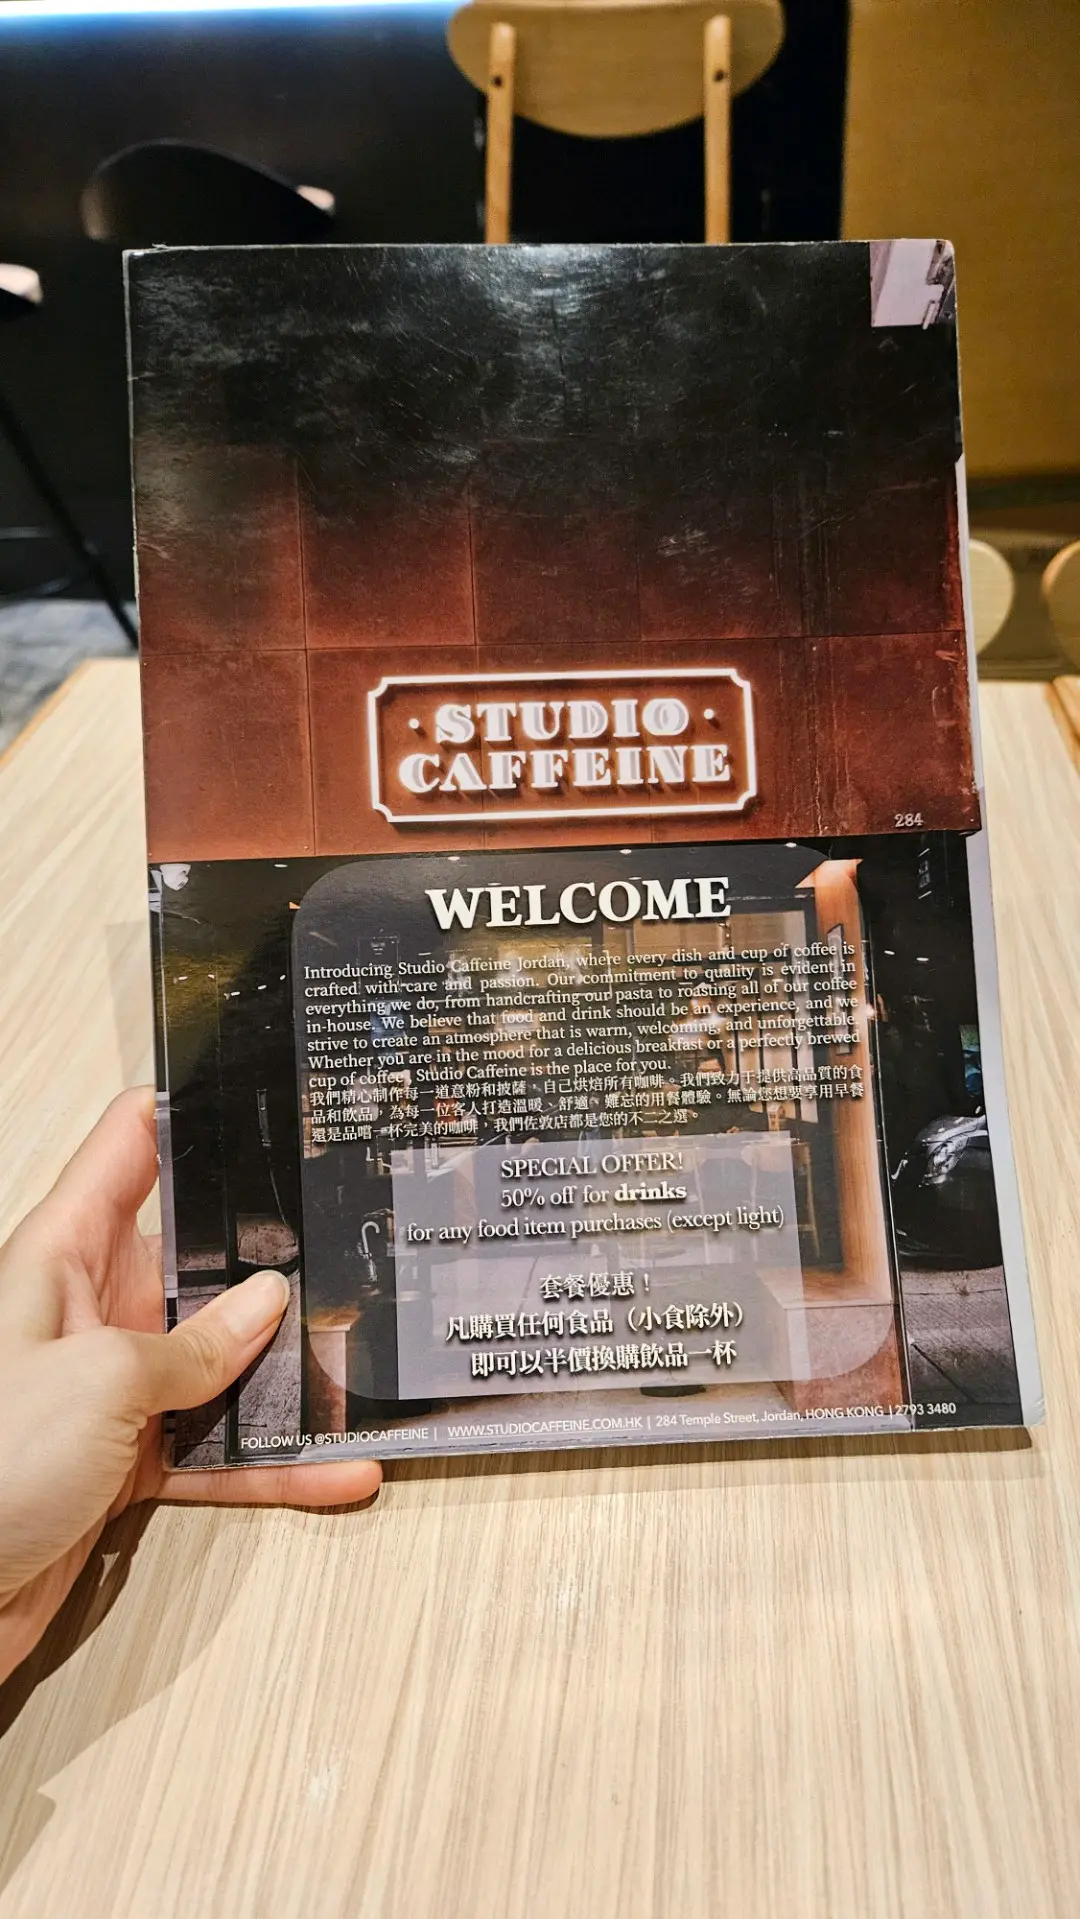 · STUDIO ·
CAFFEINE
284
WELCOME
Introducing Studio Caffeine Jordan, where every dish and cup of coffee is
crafted with care and passion. Our commitment to quality is evident in
everything we do, from handcrafting our pasta to roasting all of our coffee
in-house. We believe that food and drink should be an experience, and we
strive to create an atmosphere that is warm, welcoming, and unforgettable.
Whether you are in the mood for a delicious breakfast or a perfectly brewed
cup of coffee, Studio Caffeine is the place for you.
我們精心制作每一道意粉和披薩，自己烘焙所有咖啡。我們致力于提供高品質的食
品和飲品，為每一位客人打造溫暖、舒適、難忘的用餐體驗。無論您想要享用早餐
還是品嚐一杯完美的咖啡，我們佐敦店都是您的不二之選。
SPECIAL OFFER!
50% off for drinks
for any food item purchases (except light)
套餐優惠！
凡購買任何食品（小食除外）
即可以半價換購飲品一杯
FOLLOW US @STUDIOCAFFEINE | WWW.STUDIOCAFFEINE.COM.HK | 284 Temple Street, Jordan, HONG KONG | 2793 3480